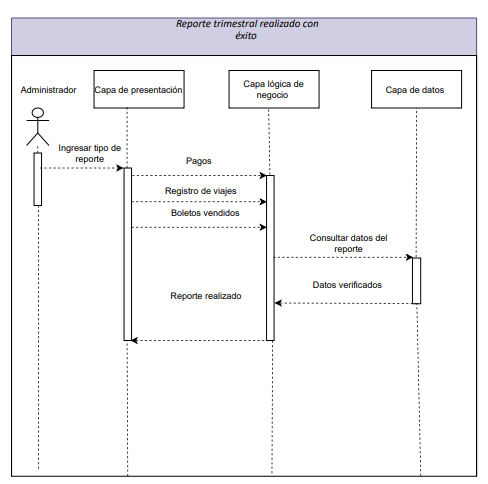 Reporte trimestral realizado con
éxito
Administrador
Capa de presentación
Capa lógica de
negocio
Capa de datos
Ingresar tipo de
reporte
Pagos
Registro de viajes
Boletos vendidos
Consultar datos del
reporte
Datos verificados
Reporte realizado